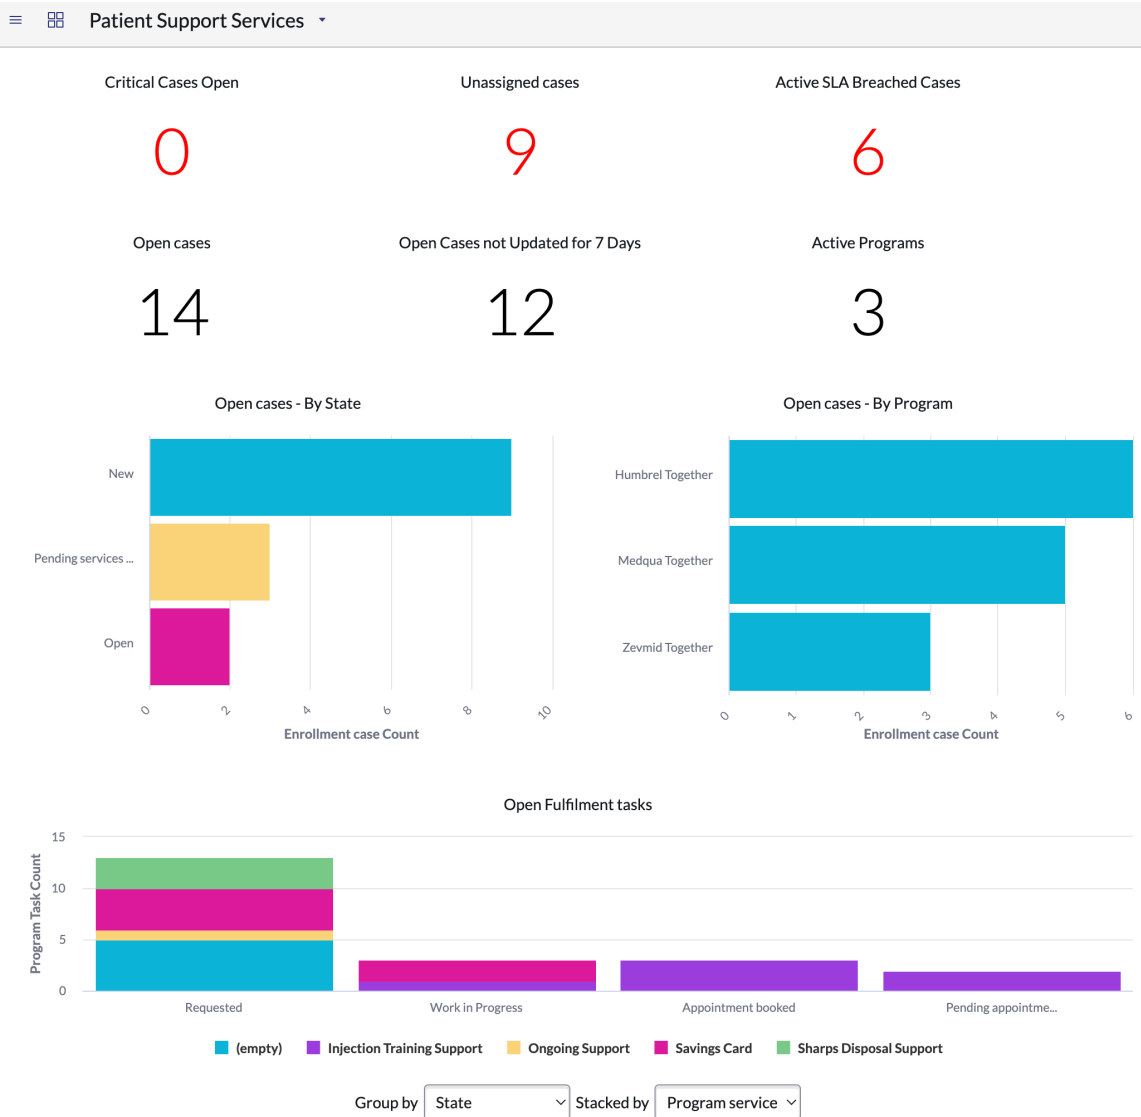 Patient Support Services
Critical Cases Open
Unassigned cases
Active SLA Breached Cases
0
9
6
Open cases
Open Cases not Updated for 7 Days
Active Programs
14
12
3
Open cases - By State
New
Pending services ...
Open
0 2 4 6 8 10
Enrollment case Count
Open cases - By Program
Humbrel Together
Medqua Together
Zevmid Together
0 1 2 3 4 5 6
Enrollment case Count
Open Fulfilment tasks
Program Task Count
15
10
5
0
Requested
Work in Progress
Appointment booked
Pending appointme...
(empty)
Injection Training Support
Ongoing Support
Savings Card
Sharps Disposal Support
Group by State Stacked by Program service